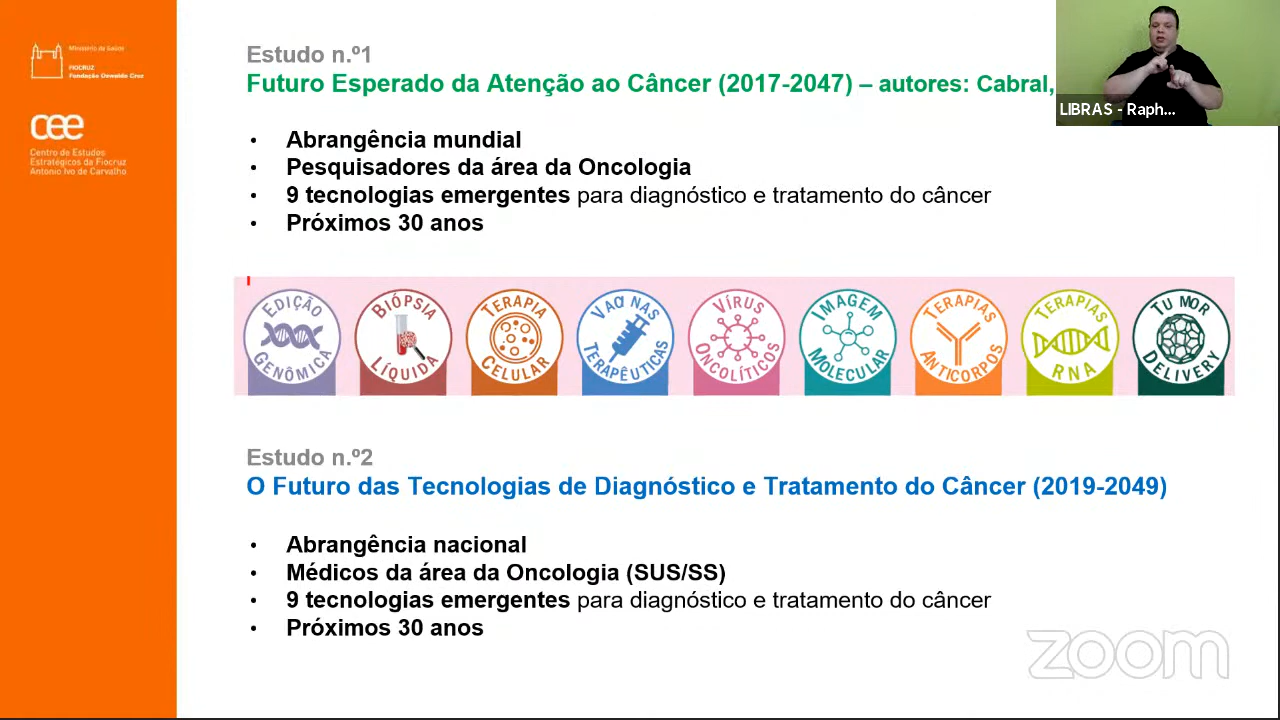 Ministério da Saúde
FIOCRUZ
Fundação Oswaldo Cruz
cee
Centro de Estudos
Estratégicos da Fiocruz
Antonio Ivo de Carvalho
Estudo n.º1
Futuro Esperado da Atenção ao Câncer (2017-2047) – autores: Cabral,
LIBRAS - Raph...
• Abrangência mundial
• Pesquisadores da área da Oncologia
• 9 tecnologias emergentes para diagnóstico e tratamento do câncer
• Próximos 30 anos
EDIÇÃO
GENÔMICA
BIÓPSIA
LÍQUIDA
TERAPIA
CELULAR
VACINAS
TERAPÊUTICAS
VÍRUS
ONCOLÍTICOS
IMAGEM
MOLECULAR
TERAPIAS
ANTICORPOS
TERAPIAS
RNA
TUMOR
DELIVERY
Estudo n.º2
O Futuro das Tecnologias de Diagnóstico e Tratamento do Câncer (2019-2049)
• Abrangência nacional
• Médicos da área da Oncologia (SUS/SS)
• 9 tecnologias emergentes para diagnóstico e tratamento do câncer
• Próximos 30 anos
zoom